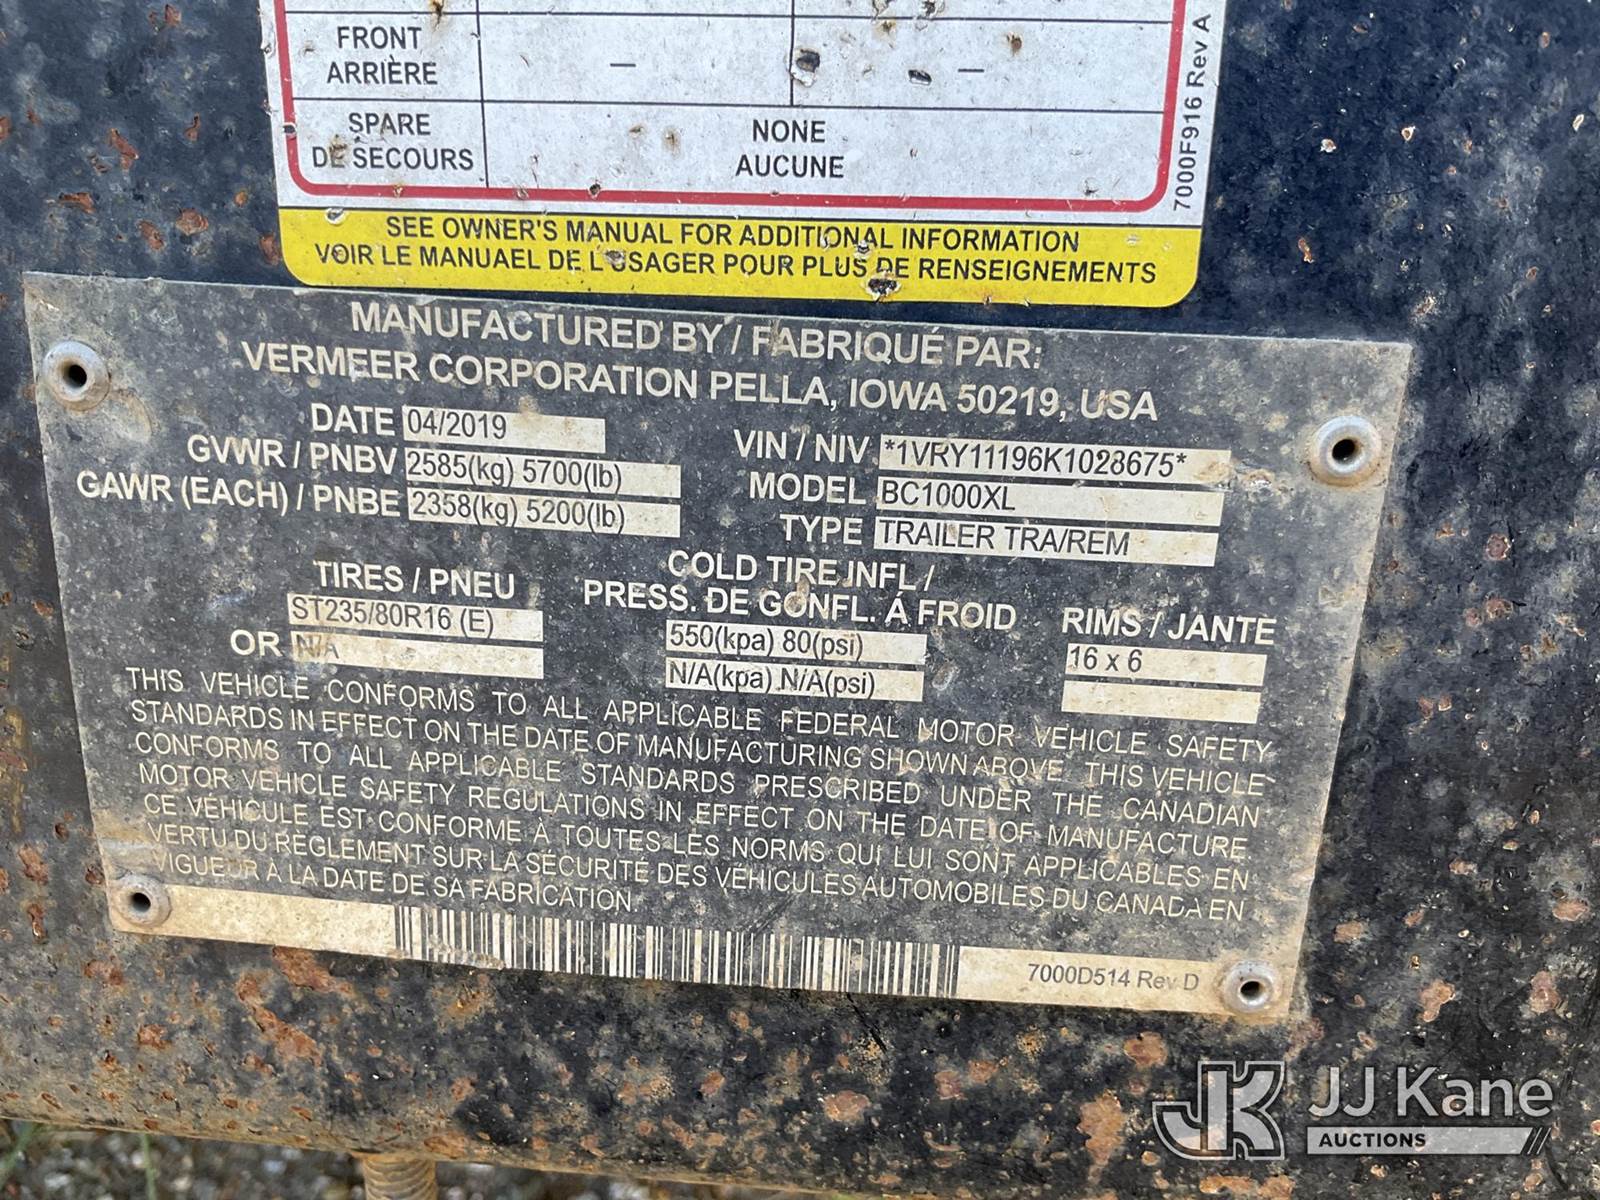 FRONT
ARRIÈRE
—
—
SPARE
DE SECOURS
NONE
AUCUNE
7000F916 Rev A
SEE OWNER'S MANUAL FOR ADDITIONAL INFORMATION
VOIR LE MANUAEL DE L'USAGER POUR PLUS DE RENSEIGNEMENTS
MANUFACTURED BY / FABRIQUÉ PAR:
VERMEER CORPORATION PELLA, IOWA 50219, USA
DATE 04/2019
GVWR / PNBV 2585(kg) 5700(lb)
GAWR (EACH) / PNBE 2358(kg) 5200(lb)
VIN / NIV *1VRY11196K1028675*
MODEL BC1000XL
TYPE TRAILER TRA/REM
TIRES / PNEU
ST235/80R16 (E)
OR N/A
COLD TIRE INFL /
PRESS. DE GONFL. À FROID
550(kpa) 80(psi)
N/A(kpa) N/A(psi)
RIMS / JANTE
16 x 6
THIS VEHICLE CONFORMS TO ALL APPLICABLE FEDERAL MOTOR VEHICLE SAFETY
STANDARDS IN EFFECT ON THE DATE OF MANUFACTURING SHOWN ABOVE. THIS VEHICLE
CONFORMS TO ALL APPLICABLE STANDARDS PRESCRIBED UNDER THE CANADIAN
MOTOR VEHICLE SAFETY REGULATIONS IN EFFECT ON THE DATE OF MANUFACTURE.
CE VÉHICULE EST CONFORME À TOUTES LES NORMS QUI LUI SONT APPLICABLES EN
VERTU DU RÈGLEMENT SUR LA SÉCURITÉ DES VÉHICULES AUTOMOBILES DU CANADA EN
VIGUEUR À LA DATE DE SA FABRICATION.
7000D514 Rev D
JK JJ Kane
AUCTIONS